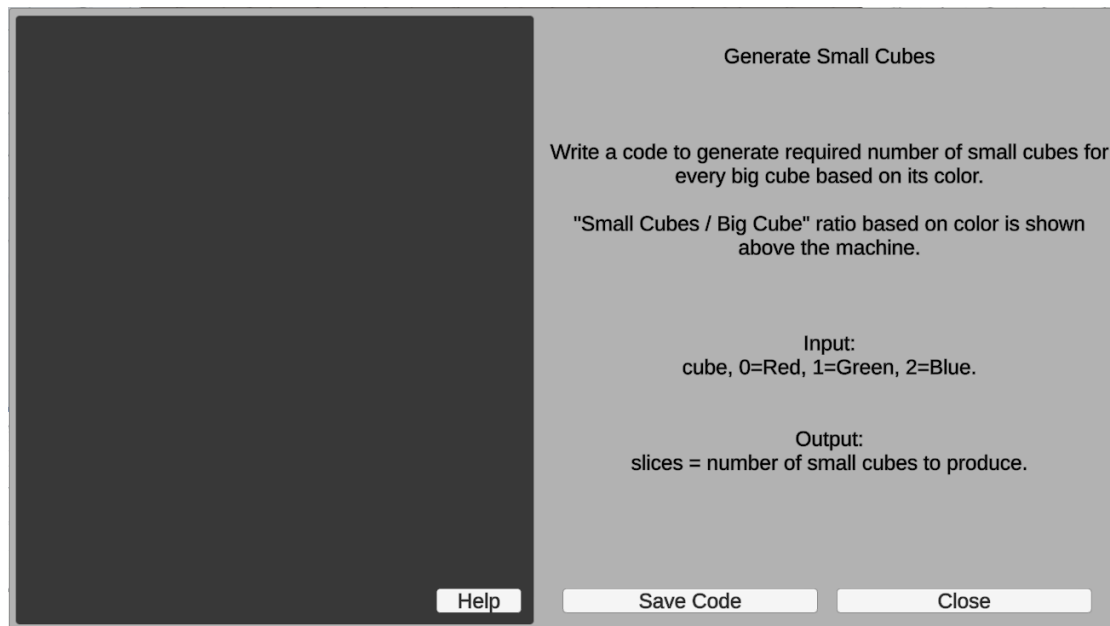 Generate Small Cubes
Write a code to generate required number of small cubes for
every big cube based on its color.
"Small Cubes / Big Cube" ratio based on color is shown
above the machine.
Input:
cube, 0=Red, 1=Green, 2=Blue.
Output:
slices = number of small cubes to produce.
Help
Save Code
Close